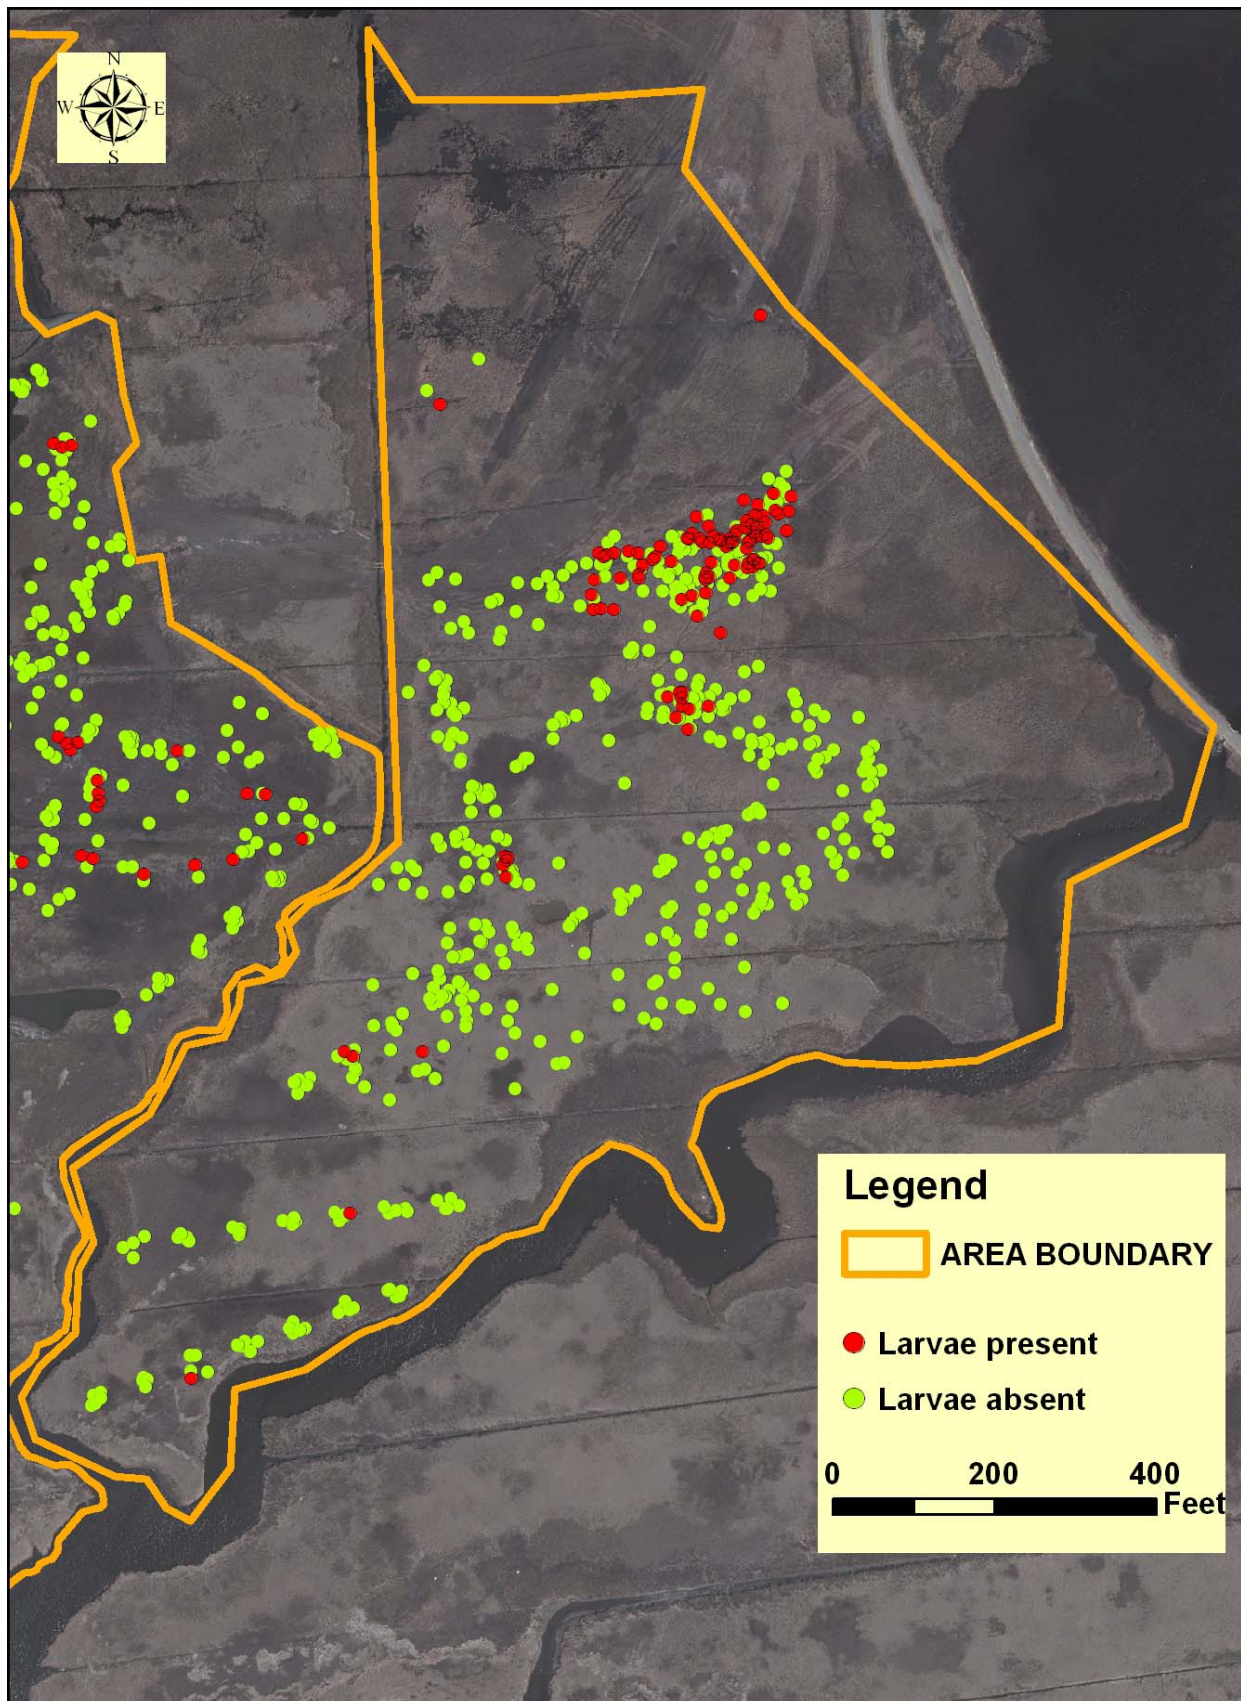 N
W E
S
Legend
AREA BOUNDARY
Larvae present
Larvae absent
0 200 400
Feet